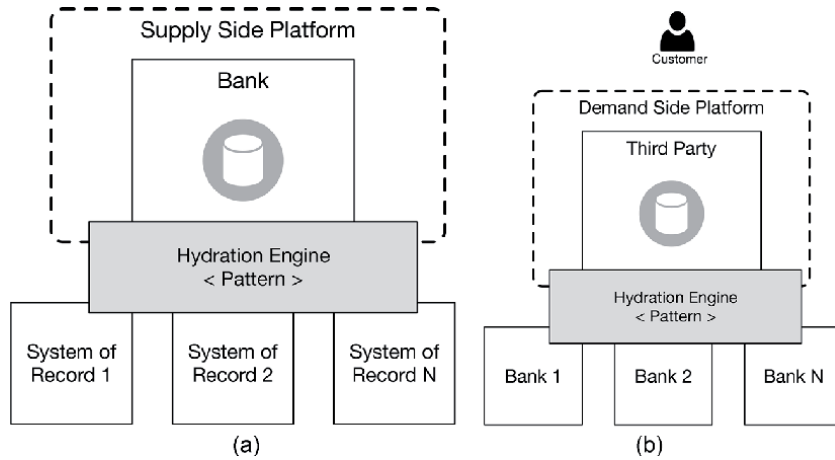 Supply Side Platform
Bank
Hydration Engine
< Pattern >
System of
Record 1
System of
Record 2
System of
Record N
(a)
Customer
Demand Side Platform
Third Party
Hydration Engine
< Pattern >
Bank 1
Bank 2
Bank N
(b)